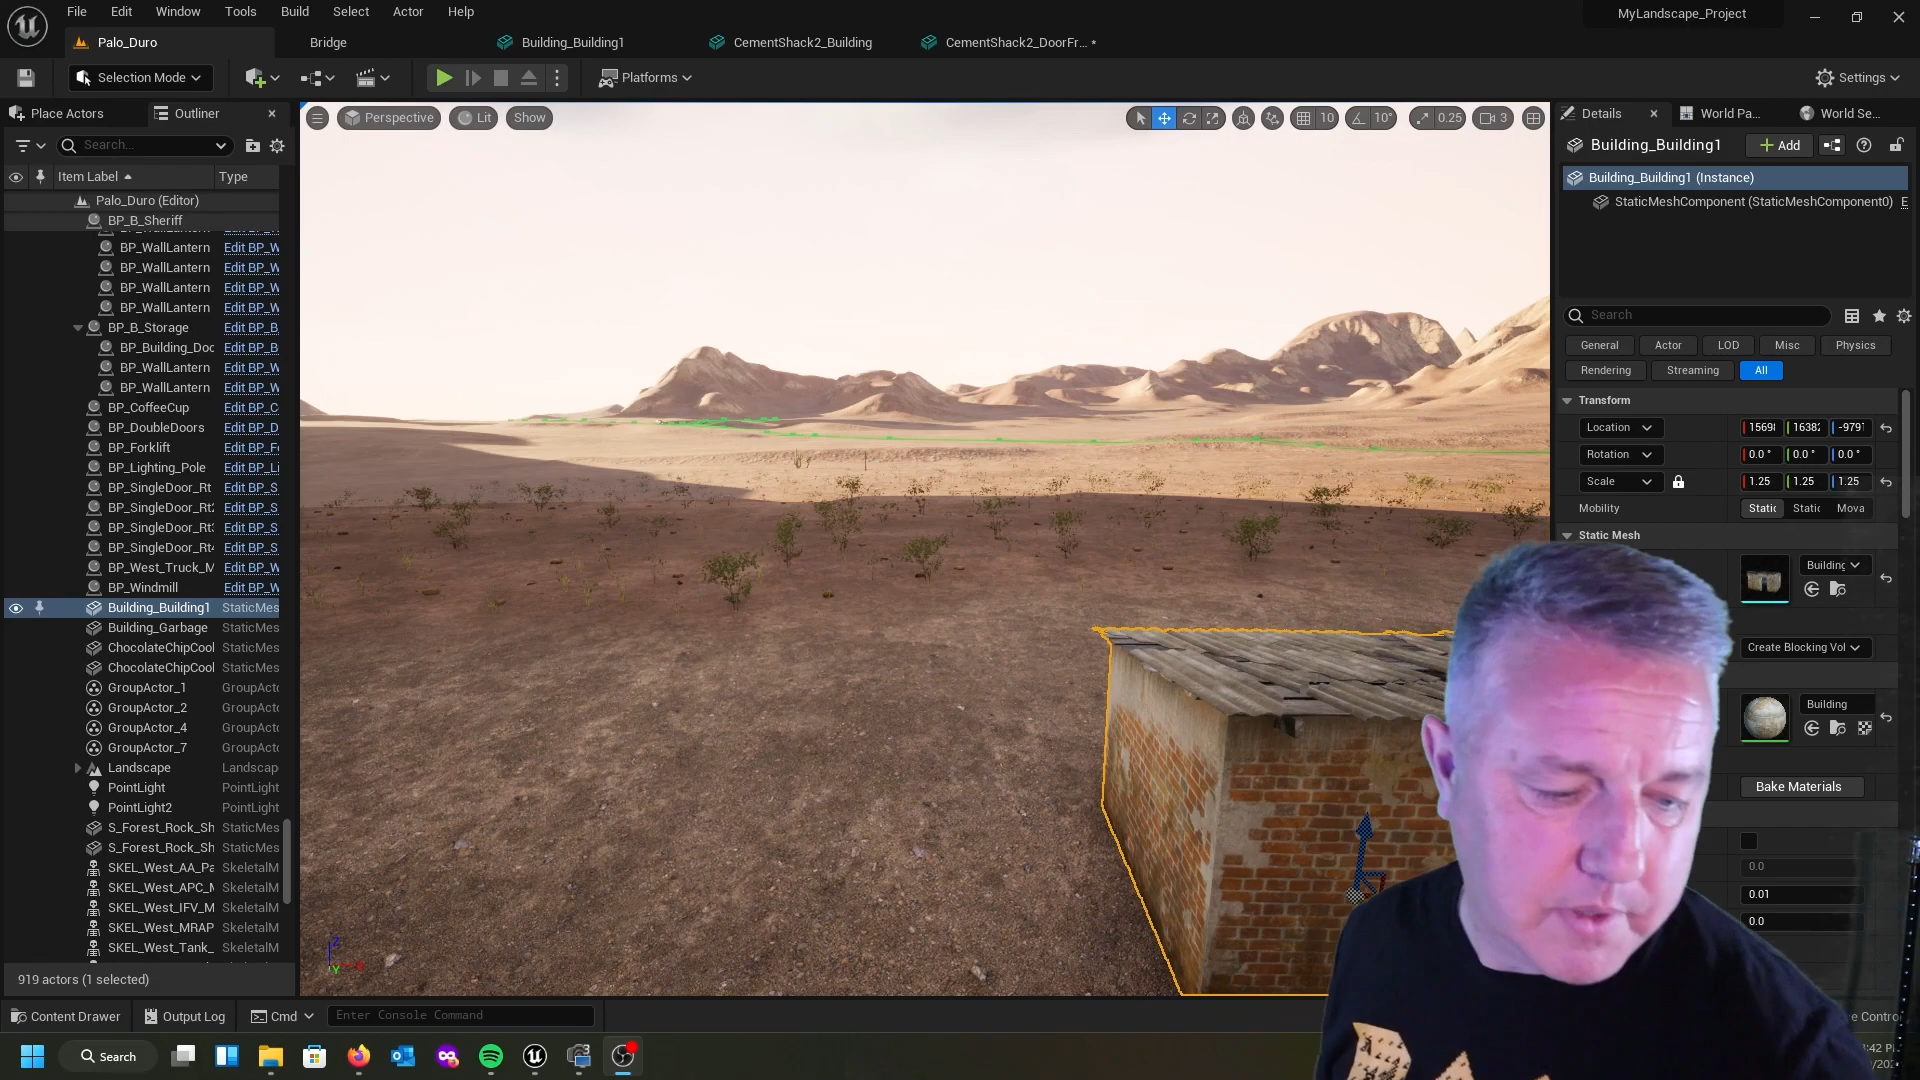 File Edit Window Tools Build Select Actor Help
MyLandscape_Project
Palo_Duro
Bridge
Building_Building1
CementShack2_Building
CementShack2_DoorFr... *
Selection Mode
Platforms
Settings
Place Actors
Outliner
Search...
Item Label
Type
Palo_Duro (Editor)
BP_B_Sheriff
BP_WallLantern Edit BP_W
BP_WallLantern Edit BP_W
BP_WallLantern Edit BP_W
BP_WallLantern Edit BP_W
BP_B_Storage Edit BP_B
BP_Building_Doc Edit BP_B
BP_WallLantern Edit BP_W
BP_WallLantern Edit BP_W
BP_CoffeeCup Edit BP_C
BP_DoubleDoors Edit BP_D
BP_Forklift Edit BP_F
BP_Lighting_Pole Edit BP_Li
BP_SingleDoor_Rt Edit BP_S
BP_SingleDoor_Rt2 Edit BP_S
BP_SingleDoor_Rt3 Edit BP_S
BP_SingleDoor_Rt4 Edit BP_S
BP_West_Truck_M Edit BP_W
BP_Windmill Edit BP_W
Building_Building1 StaticMes
Building_Garbage StaticMes
ChocolateChipCool StaticMes
ChocolateChipCool StaticMes
GroupActor_1 GroupActo
GroupActor_2 GroupActo
GroupActor_4 GroupActo
GroupActor_7 GroupActo
Landscape Landscap
PointLight PointLight
PointLight2 PointLight
S_Forest_Rock_Sh StaticMes
S_Forest_Rock_Sh StaticMes
SKEL_West_AA_Pa SkeletalM
SKEL_West_APC_M SkeletalM
SKEL_West_IFV_M SkeletalM
SKEL_West_MRAP SkeletalM
SKEL_West_Tank_ SkeletalM
919 actors (1 selected)
Perspective
Lit
Show
10
10°
0.25
3
Z
Y
Details
World Pa...
World Se...
Building_Building1
Add
Building_Building1 (Instance)
StaticMeshComponent (StaticMeshComponent0) E
Search
General Actor LOD Misc Physics
Rendering Streaming All
Transform
Location 1569 1638 -9791
Rotation 0.0 ° 0.0 ° 0.0 °
Scale 1.25 1.25 1.25
Mobility Static Static Mova
Static Mesh
Building
Create Blocking Vol
Building
Bake Materials
0.0
0.01
0.0
Content Drawer
Output Log
Cmd
Enter Console Command
Search